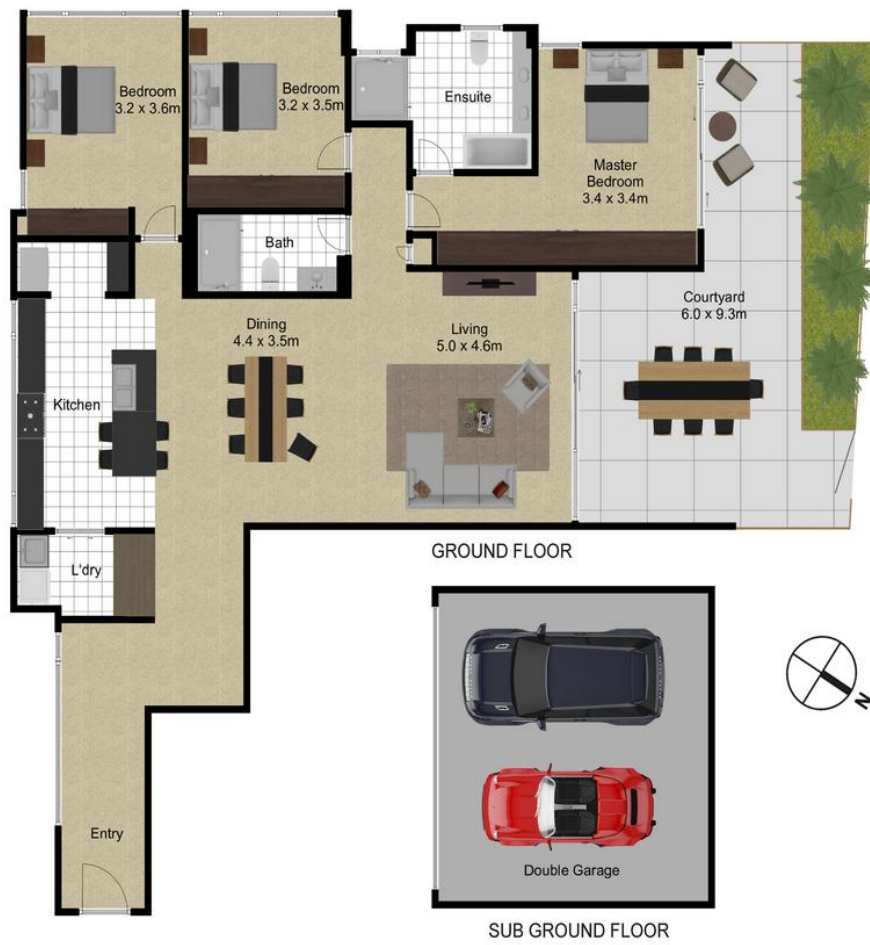 Bedroom
3.2 x 3.6m
Bedroom
3.2 x 3.5m
Ensuite
Master
Bedroom
3.4 x 3.4m
Bath
Courtyard
6.0 x 9.3m
Dining
4.4 x 3.5m
Living
5.0 x 4.6m
Kitchen
L'dry
GROUND FLOOR
N
Entry
Double Garage
SUB GROUND FLOOR